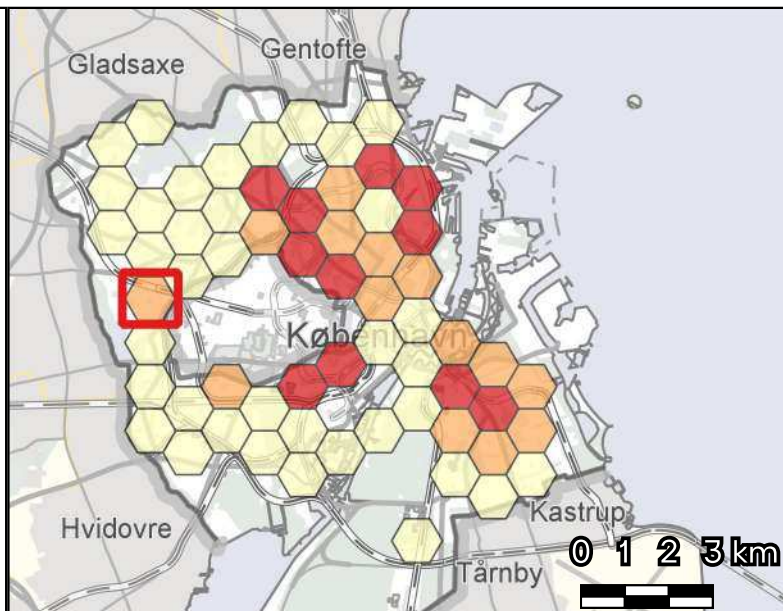 Gentofte
Gladsaxe
København
Hvidovre
Kastrup
Tårnby
0 1 2 3 km